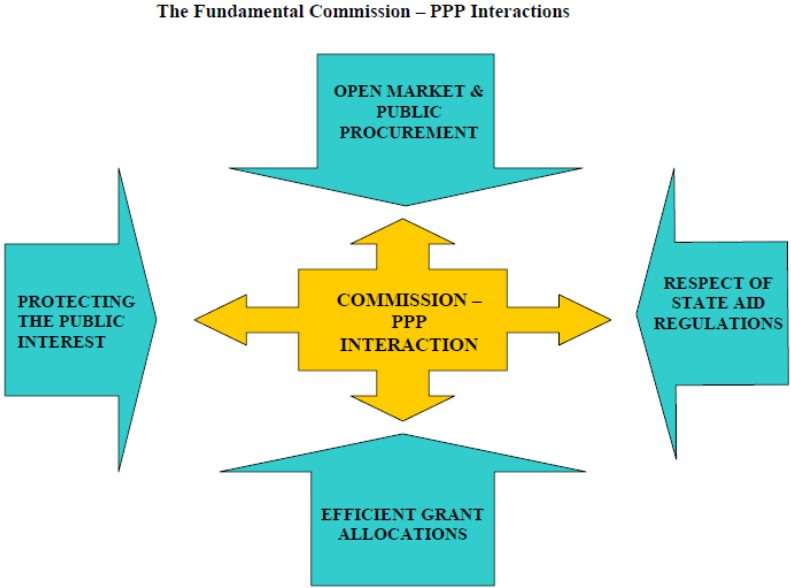 The Fundamental Commission – PPP Interactions
OPEN MARKET &
PUBLIC
PROCUREMENT
PROTECTING
THE PUBLIC
INTEREST
COMMISSION –
PPP
INTERACTION
RESPECT OF
STATE AID
REGULATIONS
EFFICIENT GRANT
ALLOCATIONS